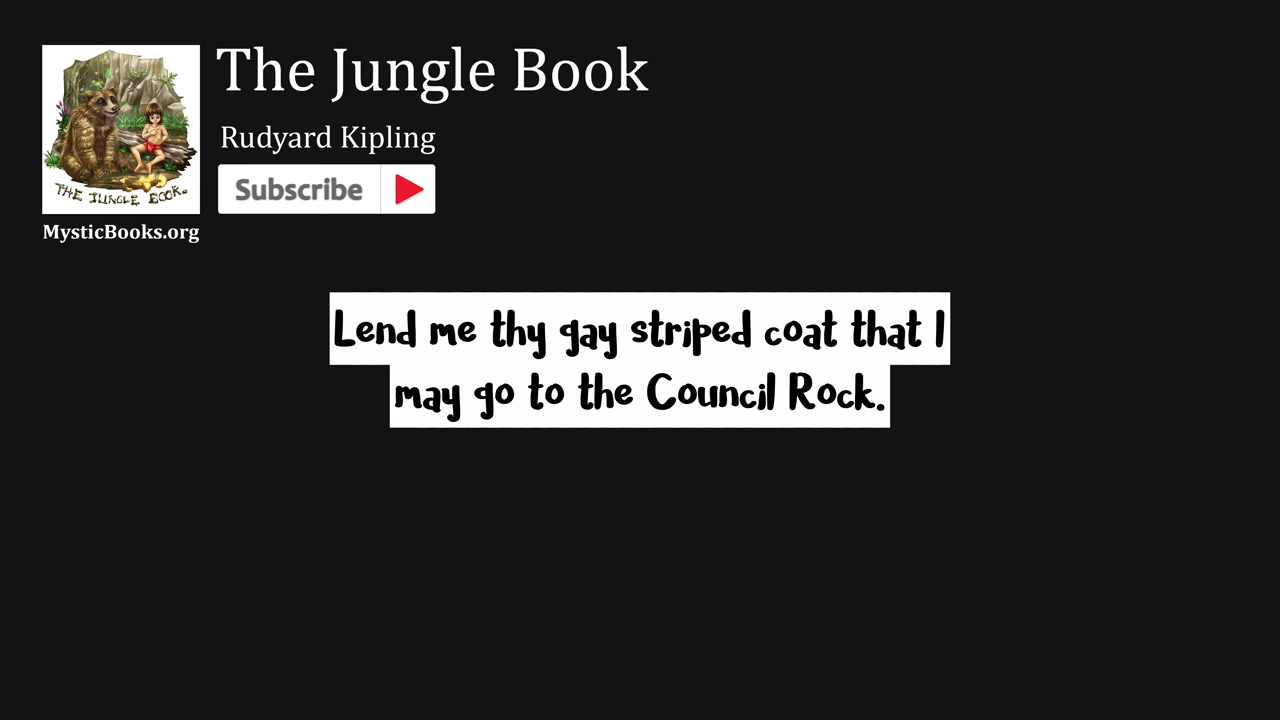 The Jungle Book
Rudyard Kipling
Subscribe
THE JUNGLE BOOK.
MysticBooks.org
Lend me thy gay striped coat that I
may go to the Council Rock.